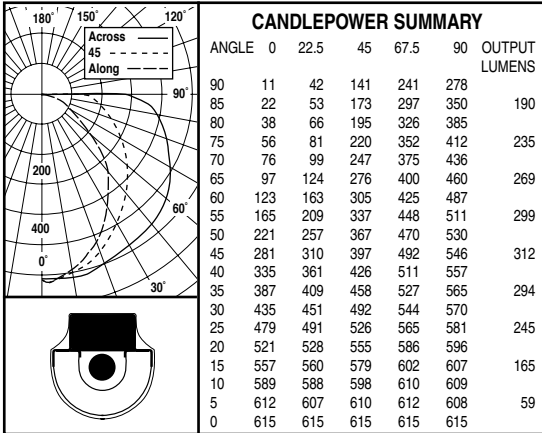 180° 150° 120°
Across
45
Along
90°
200
60°
400
0°
30°
CANDLEPOWER SUMMARY
ANGLE 0 22.5 45 67.5 90 OUTPUT
LUMENS
90 11 42 141 241 278
85 22 53 173 297 350 190
80 38 66 195 326 385
75 56 81 220 352 412 235
70 76 99 247 375 436
65 97 124 276 400 460 269
60 123 163 305 425 487
55 165 209 337 448 511 299
50 221 257 367 470 530
45 281 310 397 492 546 312
40 335 361 426 511 557
35 387 409 458 527 565 294
30 435 451 492 544 570
25 479 491 526 565 581 245
20 521 528 555 586 596
15 557 560 579 602 607 165
10 589 588 598 610 609
5 612 607 610 612 608 59
0 615 615 615 615 615